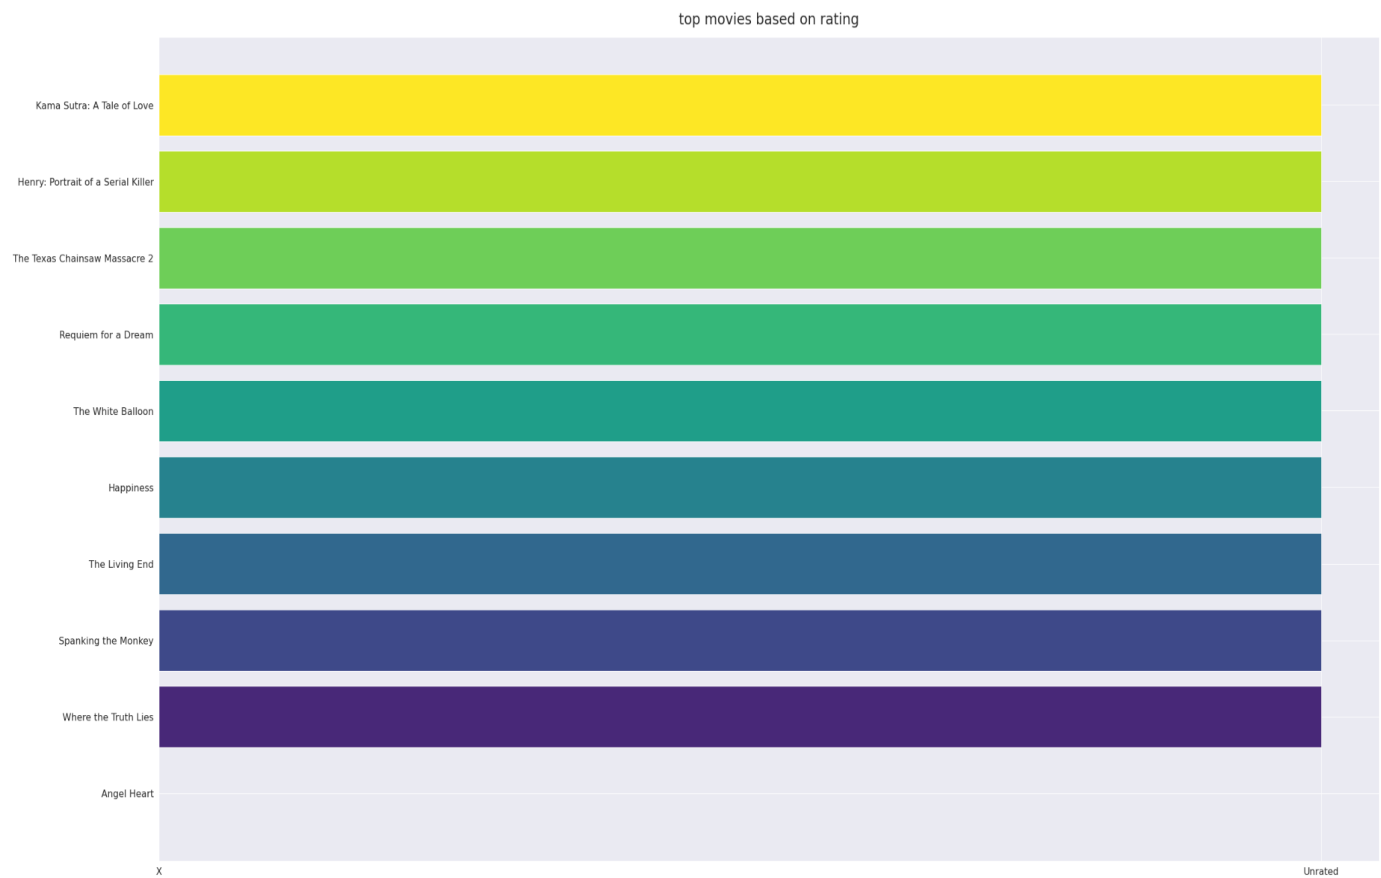 top movies based on rating
Kama Sutra: A Tale of Love
Henry: Portrait of a Serial Killer
The Texas Chainsaw Massacre 2
Requiem for a Dream
The White Balloon
Happiness
The Living End
Spanking the Monkey
Where the Truth Lies
Angel Heart
X
Unrated